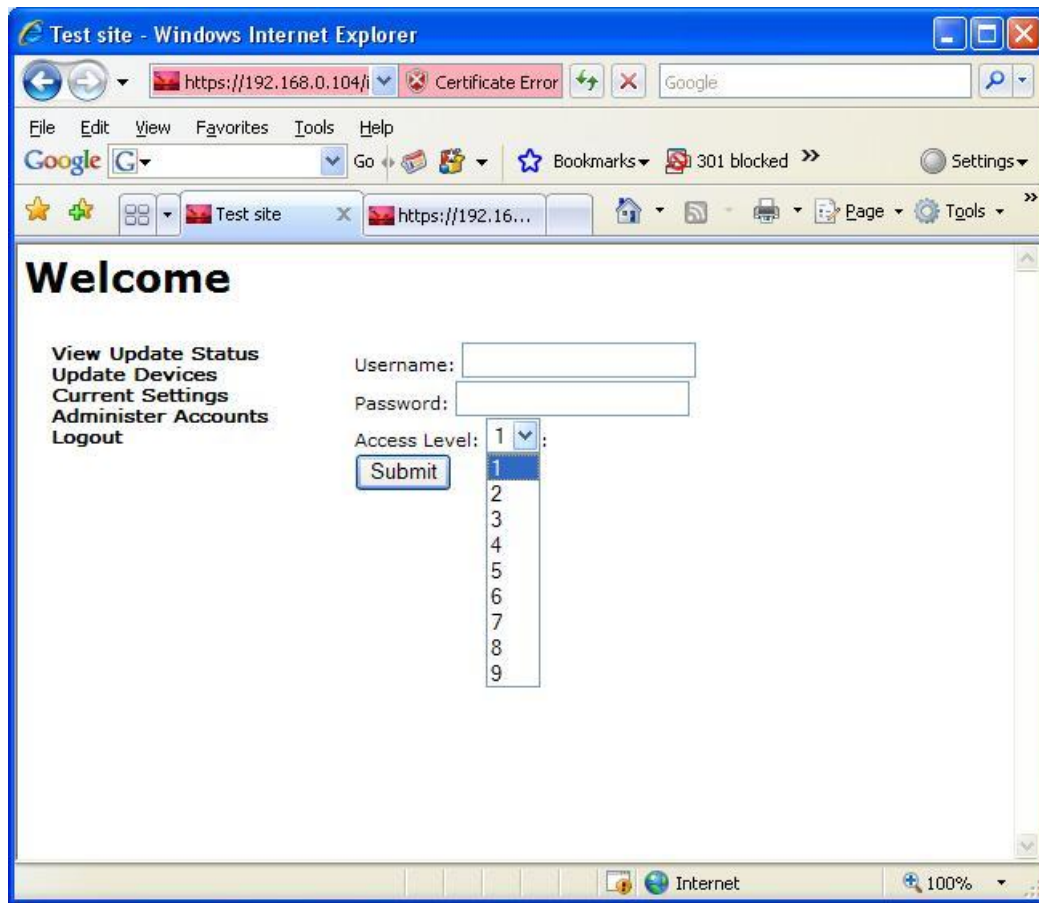 Test site - Windows Internet Explorer
https://192.168.0.104/i Certificate Error Google
File Edit View Favorites Tools Help
Google G Go Bookmarks 301 blocked » Settings
Test site X https://192.16... Page Tools »
Welcome
View Update Status
Update Devices
Current Settings
Administer Accounts
Logout
Username:
Password:
Access Level: 1 :
Submit
1
2
3
4
5
6
7
8
9
Internet 100%